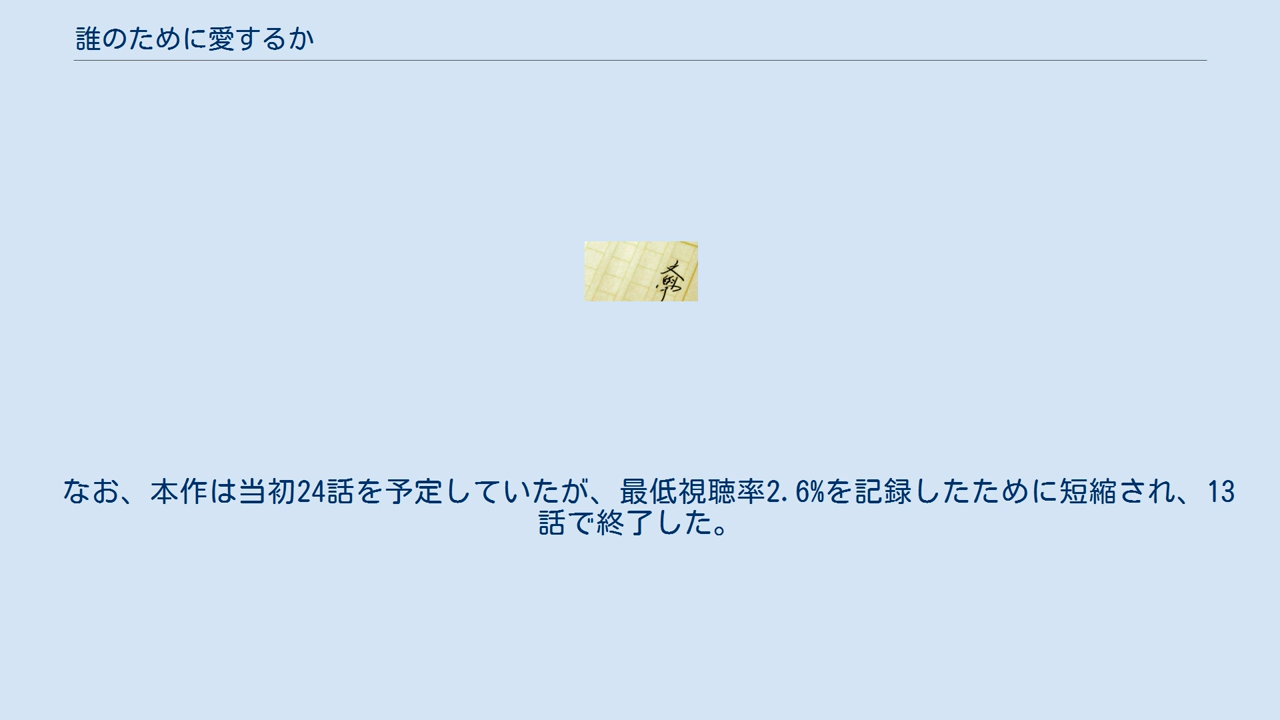 誰のために愛するか
なお、本作は当初24話を予定していたが、最低視聴率2.6%を記録したために短縮され、13
話で終了した。